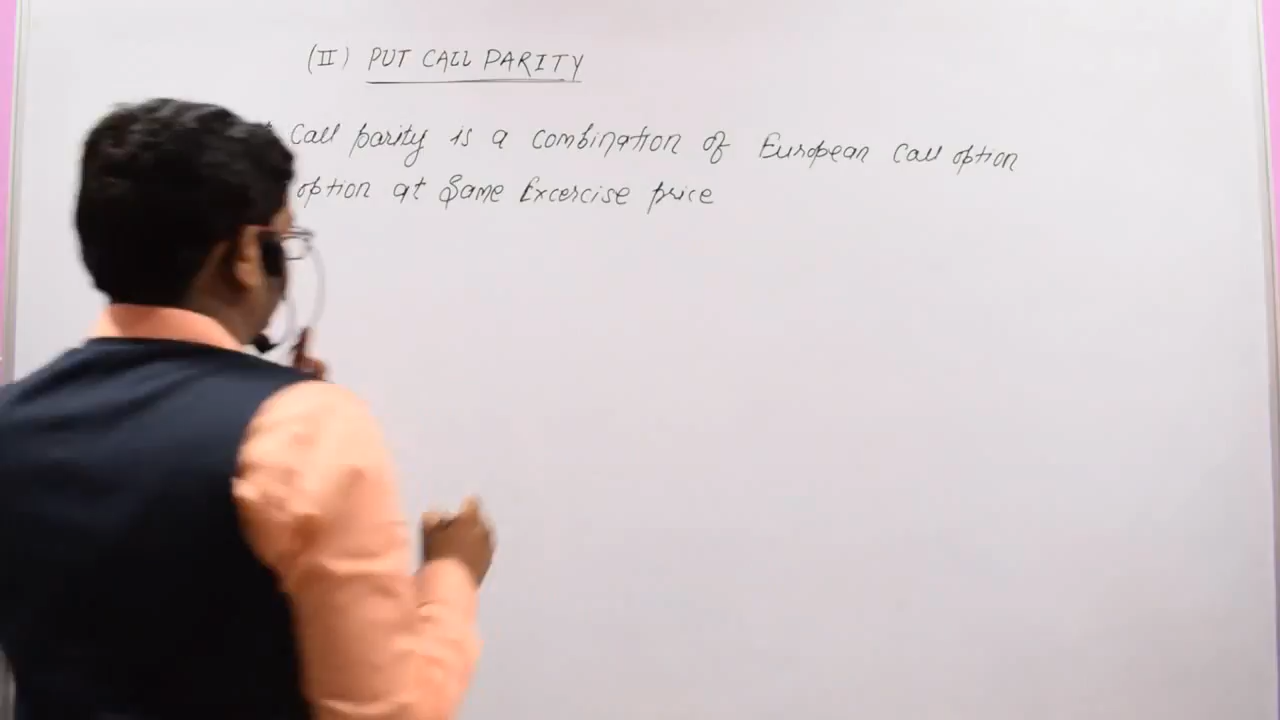 (II) PUT CALL PARITY
Call parity is a combination of European Call option
option at Same Excercise price